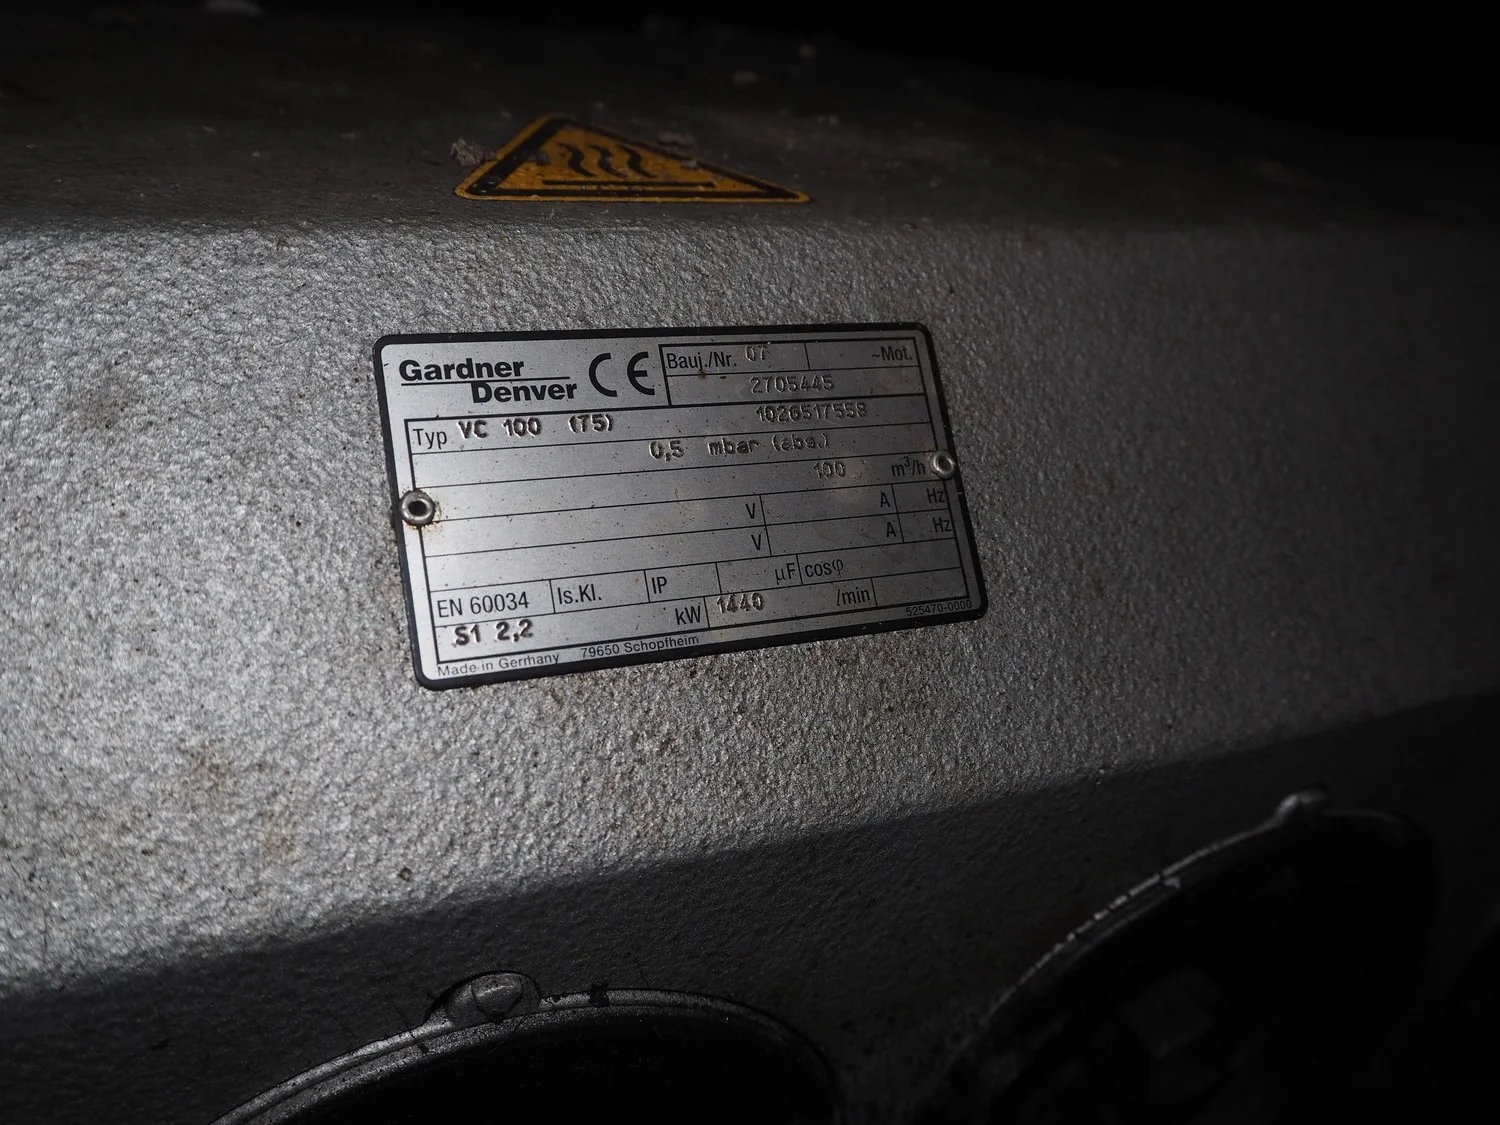 Gardner
Denver
CE
Bauj./Nr. 07 ~Mot.
2705445
Typ VC 100 (75) 1026517558
0,5 mbar (abs.)
100 m³/h
V A Hz
V A Hz
µF cosφ
EN 60034 Is.Kl. IP
S1 2,2 kW 1440 /min
Made in Germany 79650 Schopfheim 525470-0000